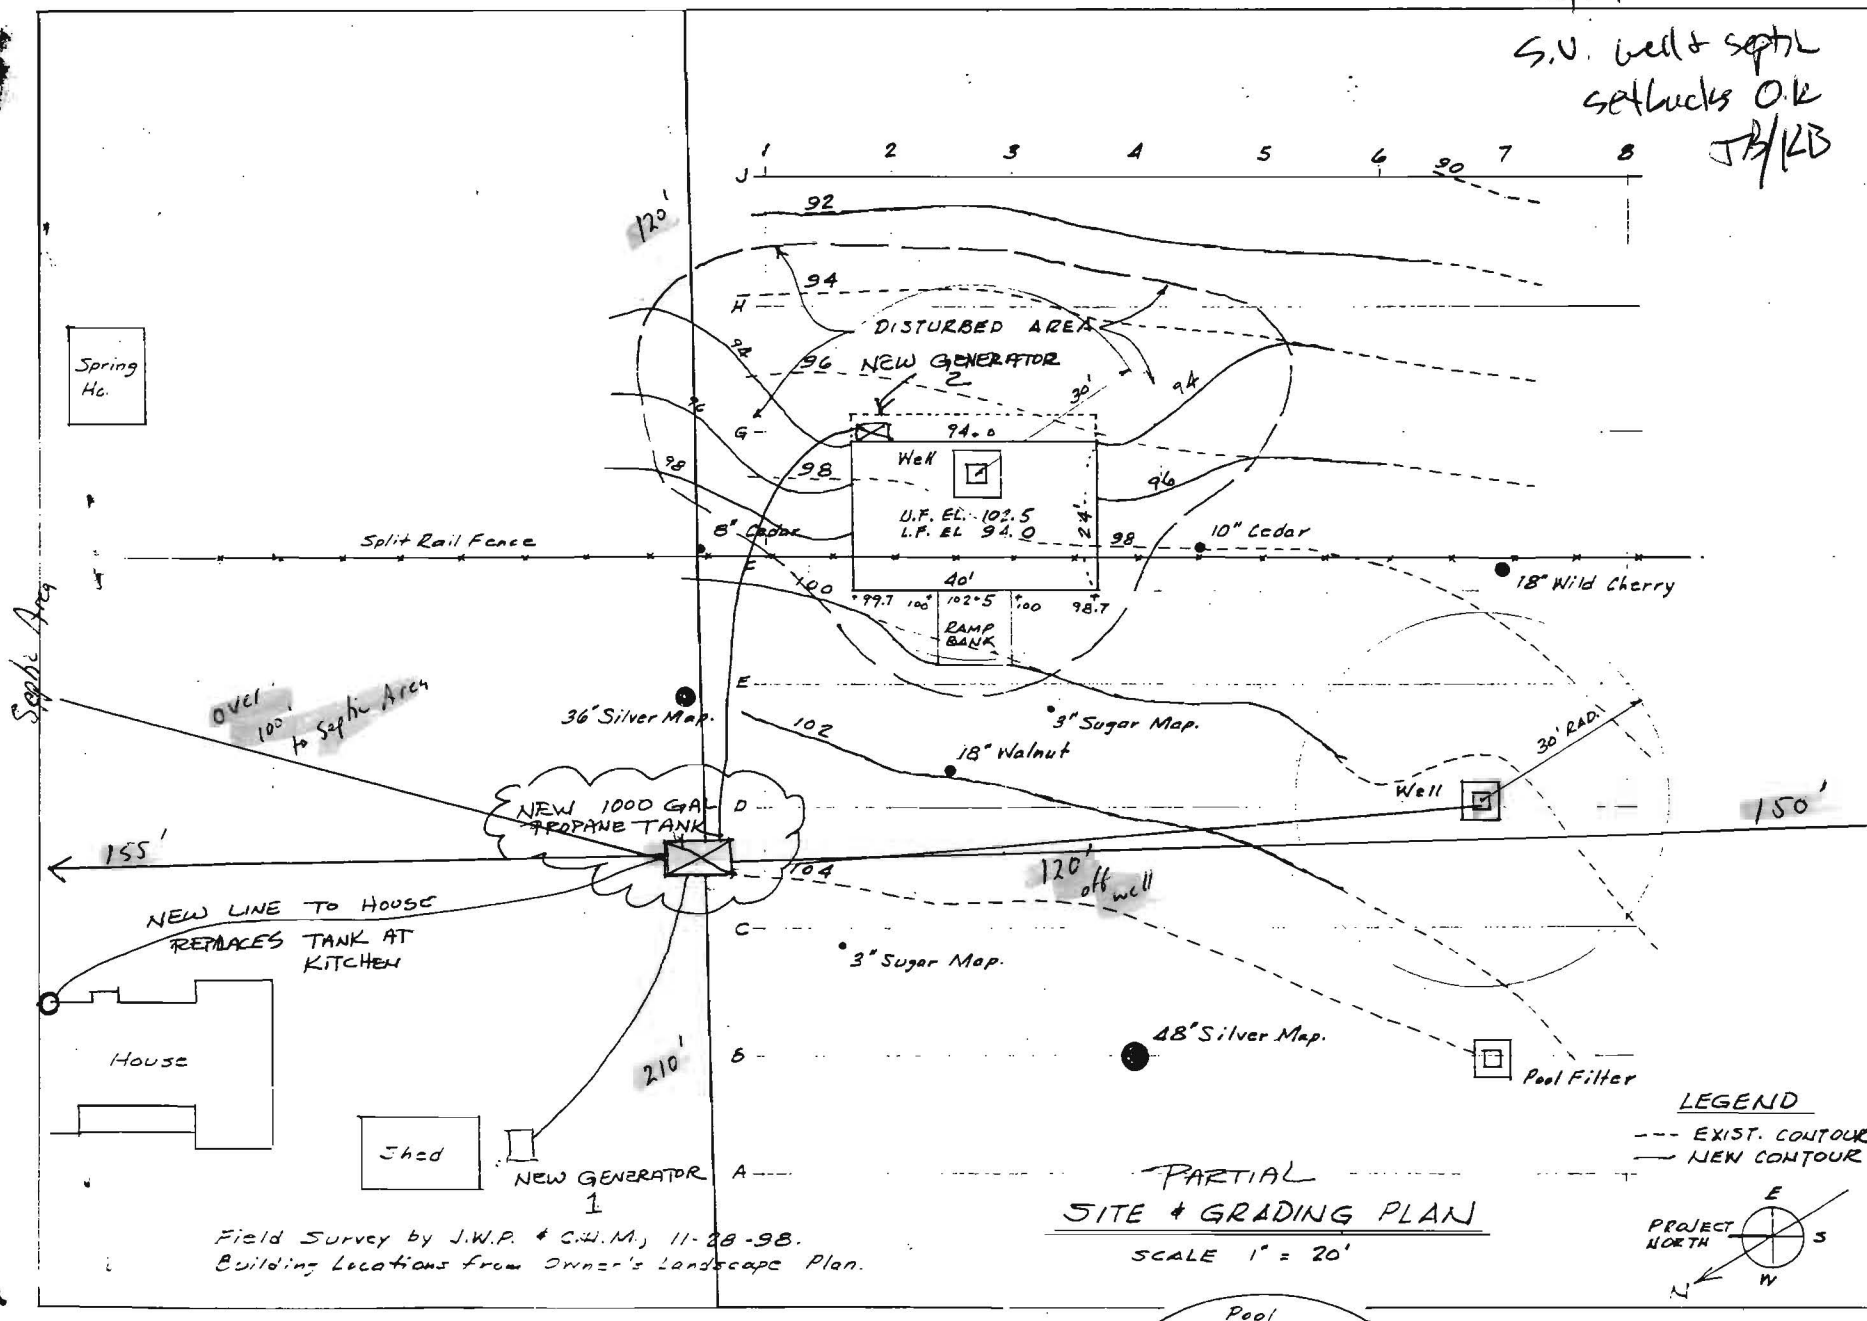 S.V. well & septic
setbacks O.K
JB/KB
1 2 3 4 5 6 7 8
J
90
92
120'
94
H
DISTURBED AREA
Spring
Ho.
94
96
NEW GENERATOR
2
30'
94
96
G
94.0
Well
98
98
96
U.F. EL. 102.5
L.F. EL 94.0
24'
8" Cedar
98
10" Cedar
Split Rail Fence
F
18" Wild Cherry
100
40'
99.7 100 102.5 100 98.7
RAMP
BANK
Septic Area
E
over
100'
to Septic Area
36" Silver Map.
102
3" Sugar Map.
18" Walnut
30' RAD.
NEW 1000 GAL
PROPANE TANK
D
Well
150'
155'
104
120'
off well
NEW LINE TO HOUSE
REPLACES TANK AT
KITCHEN
C
3" Sugar Map.
48" Silver Map.
B
House
210'
Pool Filter
LEGEND
--- EXIST. CONTOUR
— NEW CONTOUR
Shed
NEW GENERATOR
1
A
PARTIAL
SITE & GRADING PLAN
SCALE 1" = 20'
E
PROJECT
NORTH
S
W
N
Field Survey by J.W.P. & C.H.M., 11-28-98.
Building Locations from Owner's Landscape Plan.
Pool